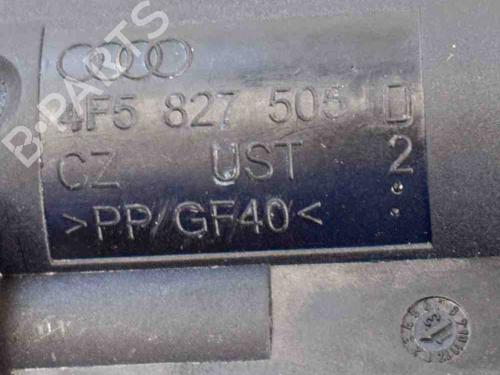 B-PARTS
4F5 827 505 D
CZ UST 2
>PP/GF40<